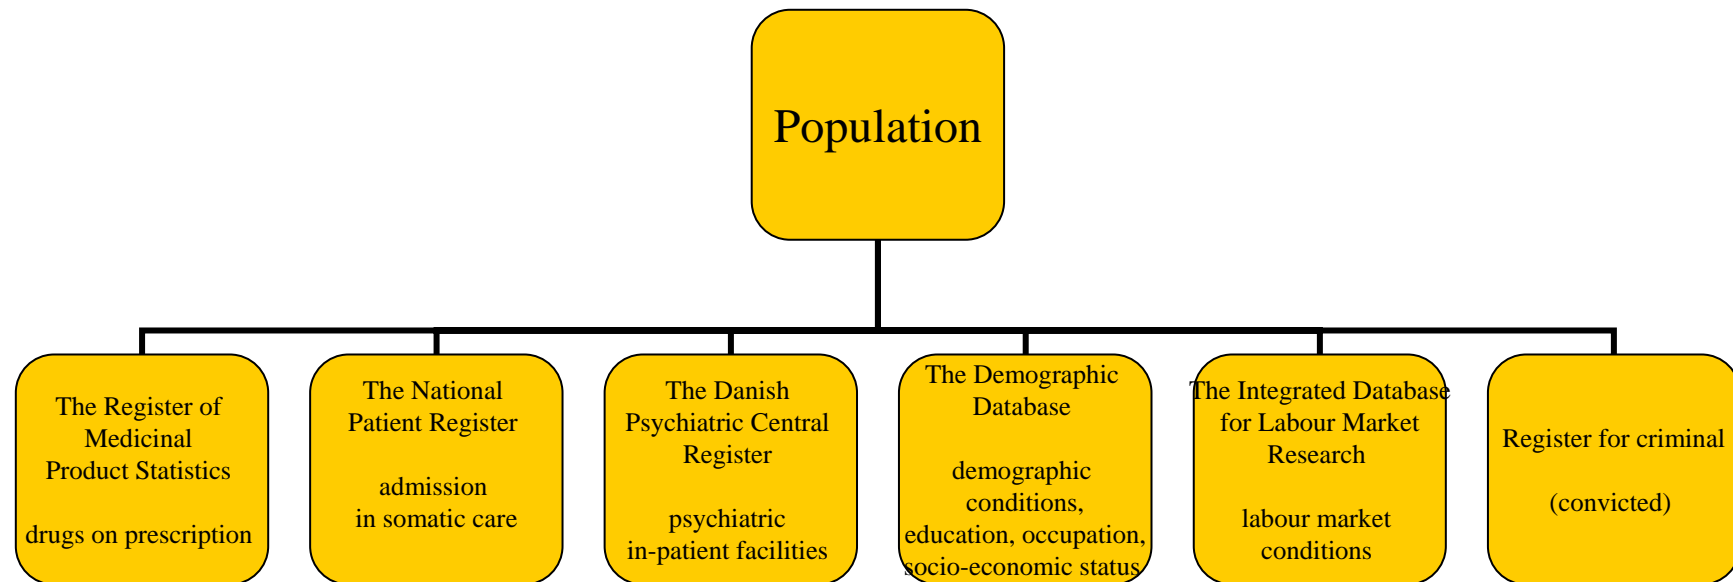 Population
The Register of
Medicinal
Product Statistics
drugs on prescription
The National
Patient Register
admission
in somatic care
The Danish
Psychiatric Central
Register
psychiatric
in-patient facilities
The Demographic
Database
demographic
conditions,
education, occupation,
socio-economic status
The Integrated Database
for Labour Market
Research
labour market
conditions
Register for criminal
(convicted)